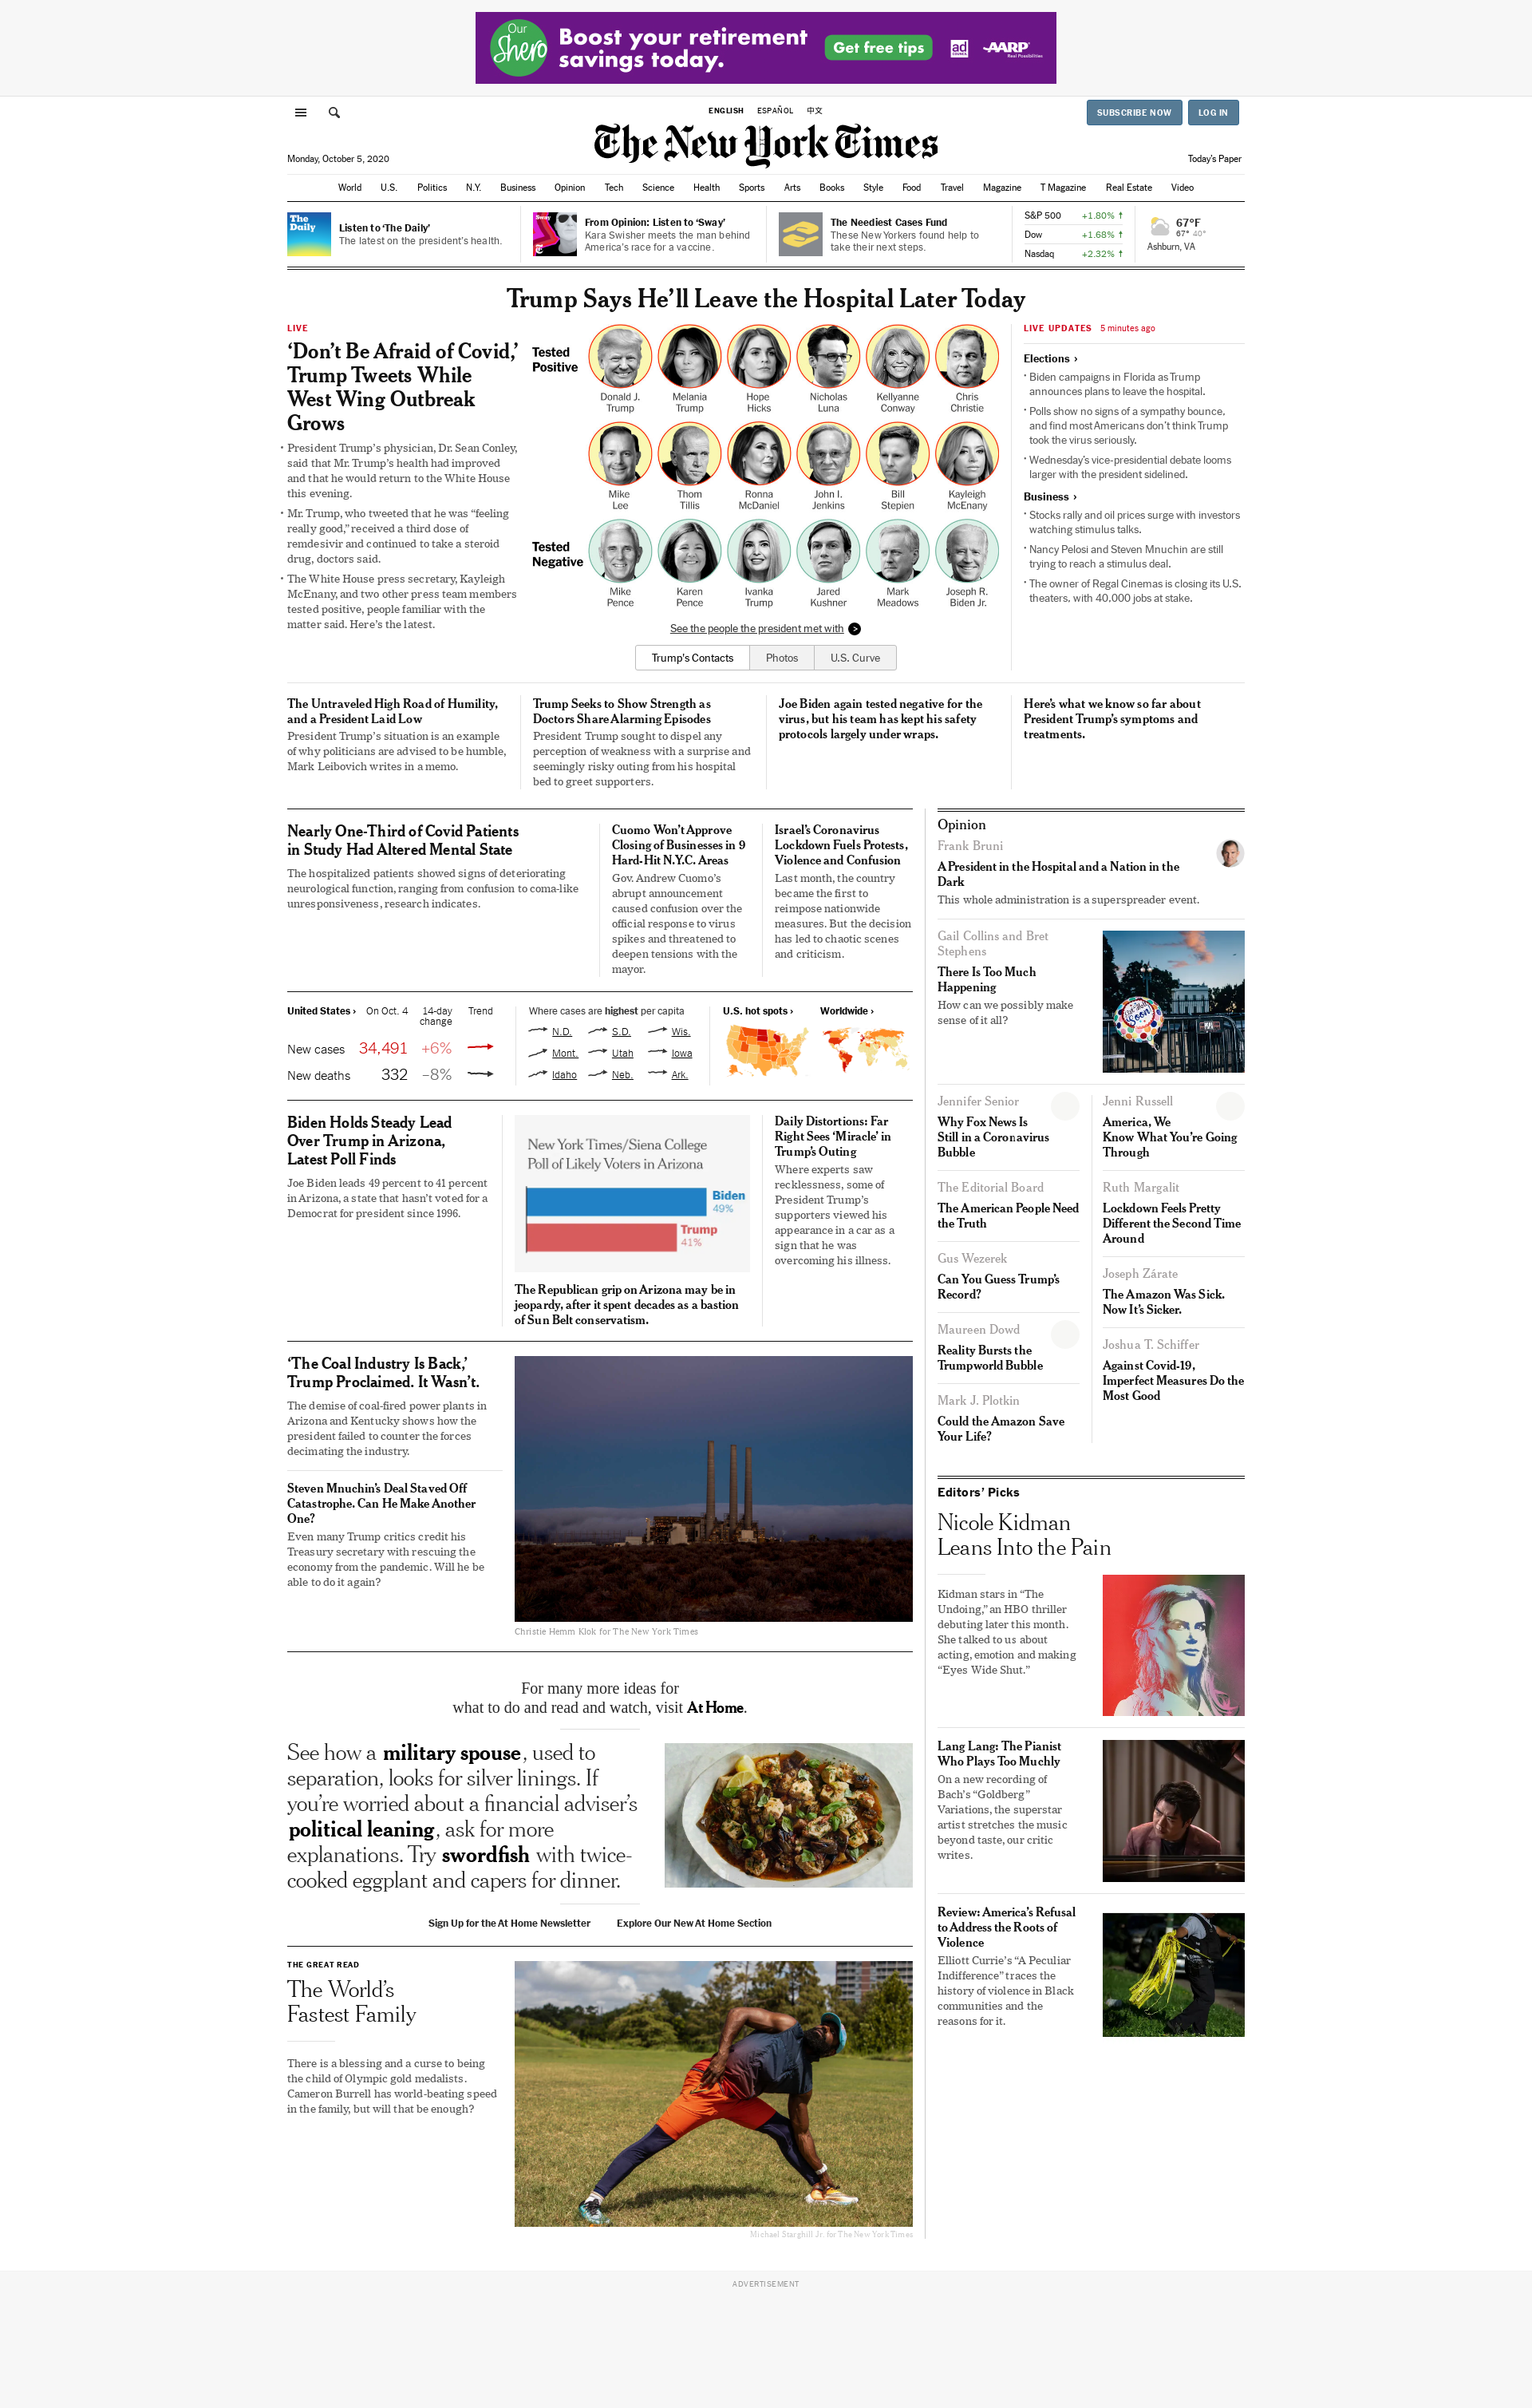 Our
Shero
Boost your retirement
savings today.
Get free tips
ad
COUNCIL
AARP
Real Possibilities
ENGLISH ESPAÑOL 中文
SUBSCRIBE NOW LOG IN
The New York Times
Monday, October 5, 2020
Today's Paper
World U.S. Politics N.Y. Business Opinion Tech Science Health Sports Arts Books Style Food Travel Magazine T Magazine Real Estate Video
The
Daily
Listen to ‘The Daily’
The latest on the president's health.
Sway
From Opinion: Listen to ‘Sway’
Kara Swisher meets the man behind
America's race for a vaccine.
The Neediest Cases Fund
These New Yorkers found help to
take their next steps.
S&P 500 +1.80% ↑
Dow +1.68% ↑
Nasdaq +2.32% ↑
67°F
67° 40°
Ashburn, VA
Trump Says He'll Leave the Hospital Later Today
LIVE
‘Don't Be Afraid of Covid,’
Trump Tweets While
West Wing Outbreak
Grows
• President Trump's physician, Dr. Sean Conley,
said that Mr. Trump's health had improved
and that he would return to the White House
this evening.
• Mr. Trump, who tweeted that he was “feeling
really good,” received a third dose of
remdesivir and continued to take a steroid
drug, doctors said.
• The White House press secretary, Kayleigh
McEnany, and two other press team members
tested positive, people familiar with the
matter said. Here's the latest.
Tested
Positive
Donald J.
Trump
Melania
Trump
Hope
Hicks
Nicholas
Luna
Kellyanne
Conway
Chris
Christie
Mike
Lee
Thom
Tillis
Ronna
McDaniel
John I.
Jenkins
Bill
Stepien
Kayleigh
McEnany
Tested
Negative
Mike
Pence
Karen
Pence
Ivanka
Trump
Jared
Kushner
Mark
Meadows
Joseph R.
Biden Jr.
See the people the president met with >
Trump's Contacts Photos U.S. Curve
LIVE UPDATES 5 minutes ago
Elections ›
• Biden campaigns in Florida as Trump
announces plans to leave the hospital.
• Polls show no signs of a sympathy bounce,
and find most Americans don't think Trump
took the virus seriously.
• Wednesday's vice-presidential debate looms
larger with the president sidelined.
Business ›
• Stocks rally and oil prices surge with investors
watching stimulus talks.
• Nancy Pelosi and Steven Mnuchin are still
trying to reach a stimulus deal.
• The owner of Regal Cinemas is closing its U.S.
theaters, with 40,000 jobs at stake.
The Untraveled High Road of Humility,
and a President Laid Low
President Trump's situation is an example
of why politicians are advised to be humble,
Mark Leibovich writes in a memo.
Trump Seeks to Show Strength as
Doctors Share Alarming Episodes
President Trump sought to dispel any
perception of weakness with a surprise and
seemingly risky outing from his hospital
bed to greet supporters.
Joe Biden again tested negative for the
virus, but his team has kept his safety
protocols largely under wraps.
Here's what we know so far about
President Trump's symptoms and
treatments.
Nearly One-Third of Covid Patients
in Study Had Altered Mental State
The hospitalized patients showed signs of deteriorating
neurological function, ranging from confusion to coma-like
unresponsiveness, research indicates.
Cuomo Won't Approve
Closing of Businesses in 9
Hard-Hit N.Y.C. Areas
Gov. Andrew Cuomo's
abrupt announcement
caused confusion over the
official response to virus
spikes and threatened to
deepen tensions with the
mayor.
Israel's Coronavirus
Lockdown Fuels Protests,
Violence and Confusion
Last month, the country
became the first to
reimpose nationwide
measures. But the decision
has led to chaotic scenes
and criticism.
United States › On Oct. 4 14-day
change Trend
New cases 34,491 +6%
New deaths 332 –8%
Where cases are highest per capita
N.D. S.D. Wis.
Mont. Utah Iowa
Idaho Neb. Ark.
U.S. hot spots ›
Worldwide ›
Biden Holds Steady Lead
Over Trump in Arizona,
Latest Poll Finds
Joe Biden leads 49 percent to 41 percent
in Arizona, a state that hasn't voted for a
Democrat for president since 1996.
New York Times/Siena College
Poll of Likely Voters in Arizona
Biden
49%
Trump
41%
The Republican grip on Arizona may be in
jeopardy, after it spent decades as a bastion
of Sun Belt conservatism.
Daily Distortions: Far
Right Sees ‘Miracle’ in
Trump's Outing
Where experts saw
recklessness, some of
President Trump's
supporters viewed his
appearance in a car as a
sign that he was
overcoming his illness.
‘The Coal Industry Is Back,’
Trump Proclaimed. It Wasn't.
The demise of coal-fired power plants in
Arizona and Kentucky shows how the
president failed to counter the forces
decimating the industry.
Steven Mnuchin's Deal Staved Off
Catastrophe. Can He Make Another
One?
Even many Trump critics credit his
Treasury secretary with rescuing the
economy from the pandemic. Will he be
able to do it again?
Christie Hemm Klok for The New York Times
For many more ideas for
what to do and read and watch, visit At Home.
See how a military spouse, used to
separation, looks for silver linings. If
you're worried about a financial adviser's
political leaning, ask for more
explanations. Try swordfish with twice-
cooked eggplant and capers for dinner.
Sign Up for the At Home Newsletter Explore Our New At Home Section
THE GREAT READ
The World's
Fastest Family
There is a blessing and a curse to being
the child of Olympic gold medalists.
Cameron Burrell has world-beating speed
in the family, but will that be enough?
Michael Starghill Jr. for The New York Times
Opinion
Frank Bruni
A President in the Hospital and a Nation in the
Dark
This whole administration is a superspreader event.
Gail Collins and Bret
Stephens
There Is Too Much
Happening
How can we possibly make
sense of it all?
Jennifer Senior
Why Fox News Is
Still in a Coronavirus
Bubble
The Editorial Board
The American People Need
the Truth
Gus Wezerek
Can You Guess Trump's
Record?
Maureen Dowd
Reality Bursts the
Trumpworld Bubble
Mark J. Plotkin
Could the Amazon Save
Your Life?
Jenni Russell
America, We
Know What You're Going
Through
Ruth Margalit
Lockdown Feels Pretty
Different the Second Time
Around
Joseph Zárate
The Amazon Was Sick.
Now It's Sicker.
Joshua T. Schiffer
Against Covid-19,
Imperfect Measures Do the
Most Good
Editors’ Picks
Nicole Kidman
Leans Into the Pain
Kidman stars in “The
Undoing,” an HBO thriller
debuting later this month.
She talked to us about
acting, emotion and making
“Eyes Wide Shut.”
Lang Lang: The Pianist
Who Plays Too Muchly
On a new recording of
Bach's “Goldberg”
Variations, the superstar
artist stretches the music
beyond taste, our critic
writes.
Review: America's Refusal
to Address the Roots of
Violence
Elliott Currie's “A Peculiar
Indifference” traces the
history of violence in Black
communities and the
reasons for it.
ADVERTISEMENT